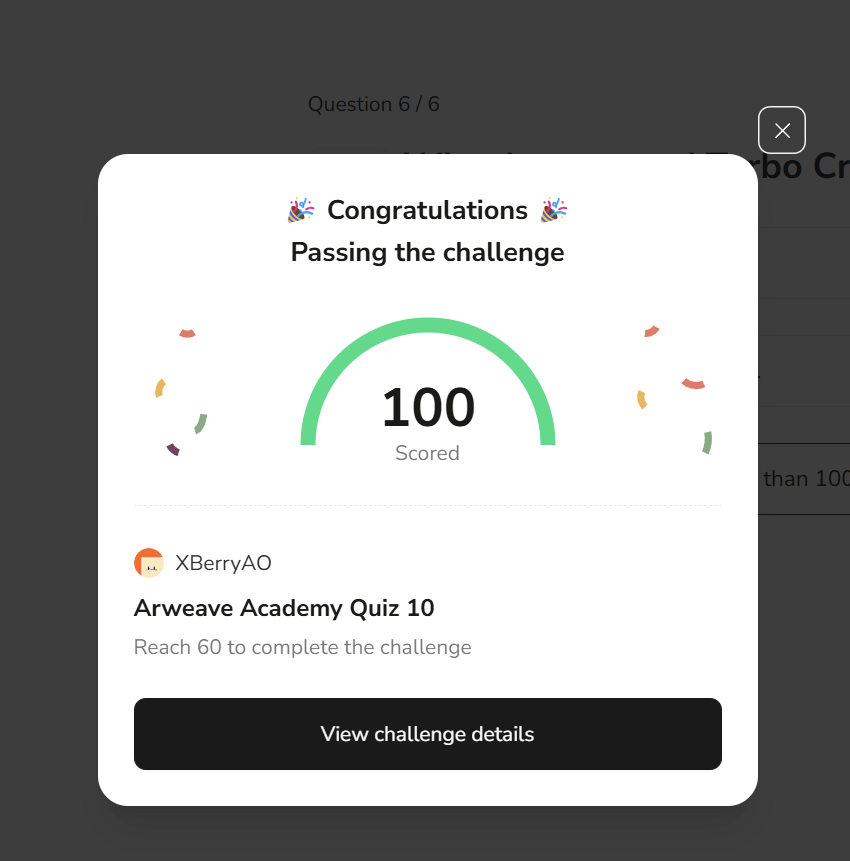 Question 6 / 6
rbo Cr
Congratulations
Passing the challenge
100
Scored
than 100
XBerryAO
Arweave Academy Quiz 10
Reach 60 to complete the challenge
View challenge details